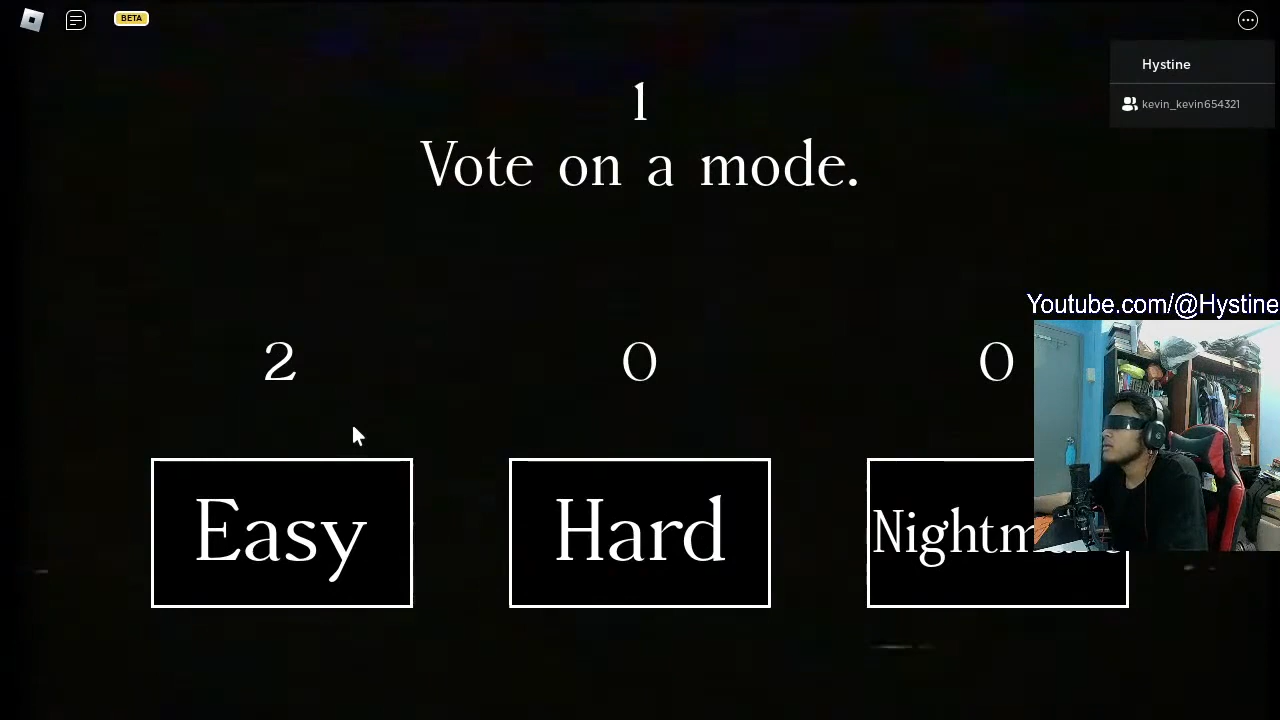 BETA
Hystine
kevin_kevin654321
1
Vote on a mode.
Youtube.com/@Hystine
2
0
0
Easy
Hard